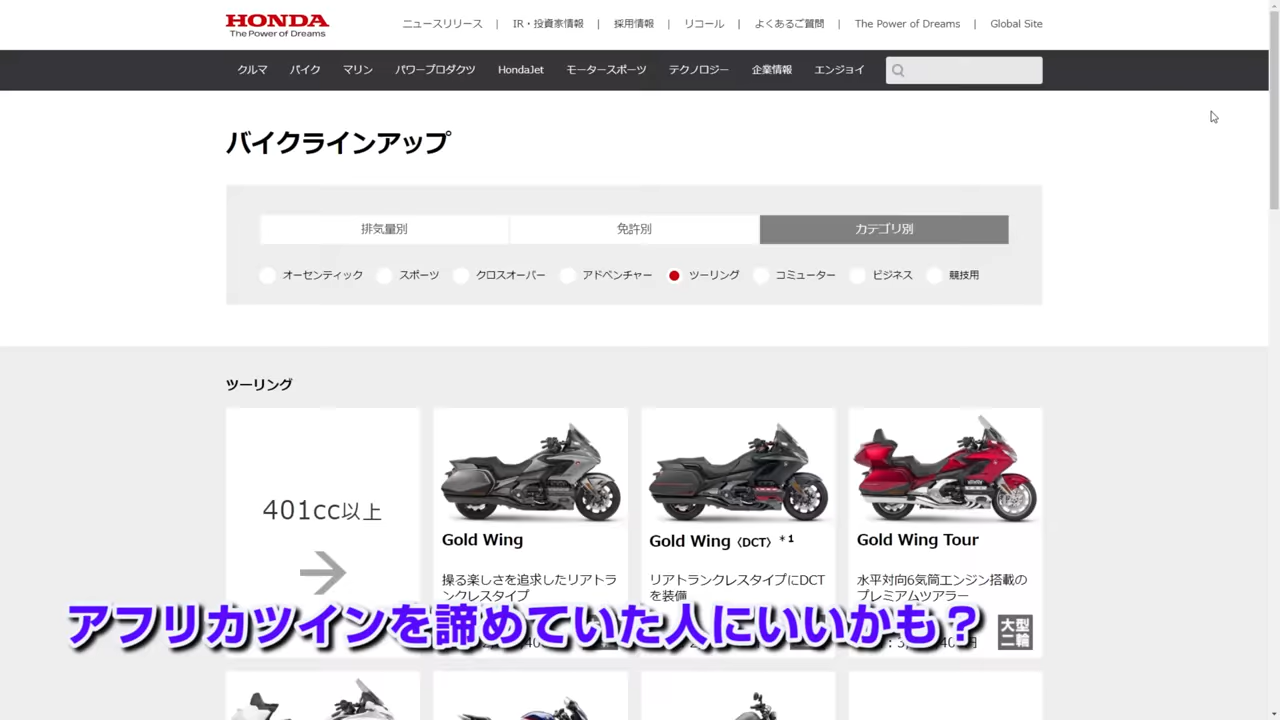 HONDA
The Power of Dreams
ニュースリリース | IR・投資家情報 | 採用情報 | リコール | よくあるご質問 | The Power of Dreams | Global Site
クルマ バイク マリン パワープロダクツ HondaJet モータースポーツ テクノロジー 企業情報 エンジョイ
バイクラインアップ
排気量別 免許別 カテゴリ別
オーセンティック スポーツ クロスオーバー アドベンチャー ツーリング コミューター ビジネス 競技用
ツーリング
401cc以上
Gold Wing
操る楽しさを追求したリアトラ
ンクレスタイプ
Gold Wing〈DCT〉*1
リアトランクレスタイプにDCT
を装備
Gold Wing Tour
水平対向6気筒エンジン搭載の
プレミアムツアラー
大型
二輪
アフリカツインを諦めていた人にいいかも？